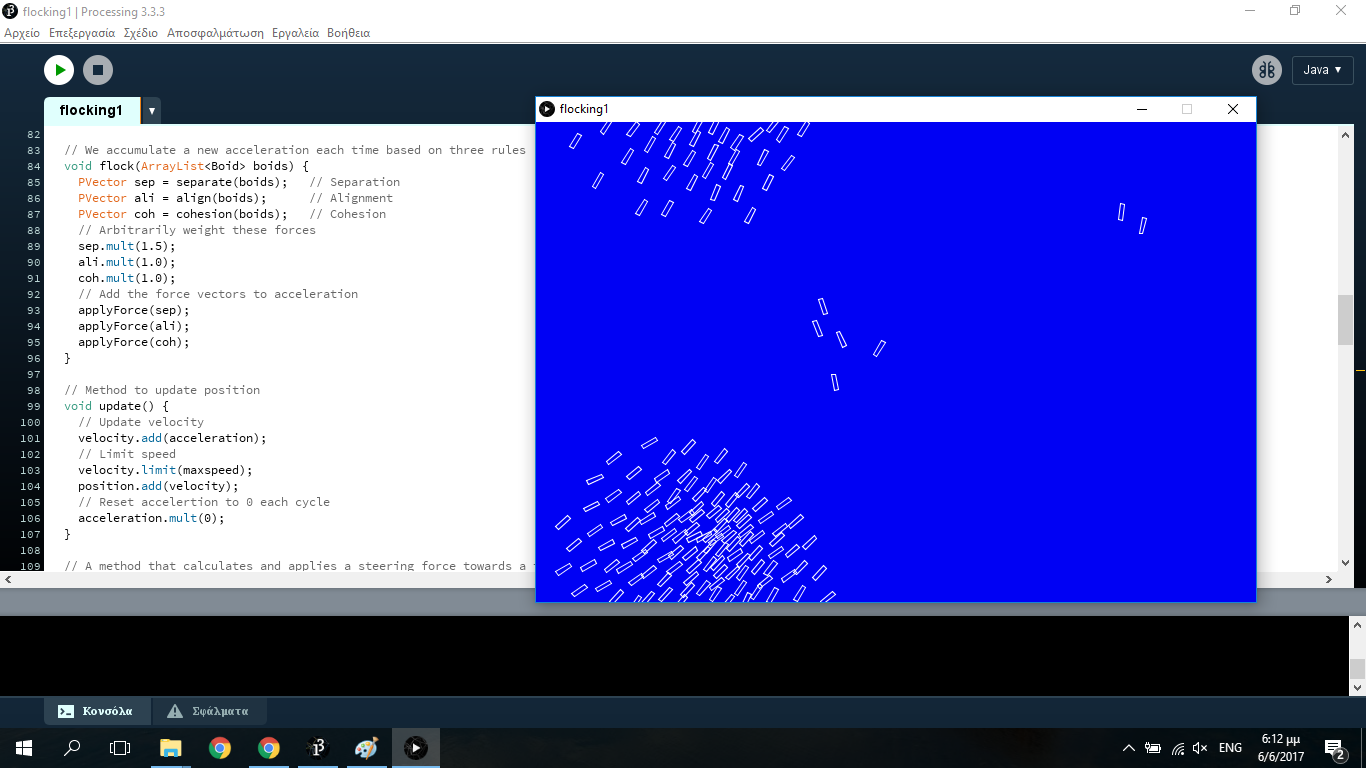 flocking1 | Processing 3.3.3
Αρχείο Επεξεργασία Σχέδιο Αποσφαλμάτωση Εργαλεία Βοήθεια
Java ▼
flocking1 ▼
flocking1
82
83 // We accumulate a new acceleration each time based on three rules
84 void flock(ArrayList<Boid> boids) {
85 PVector sep = separate(boids); // Separation
86 PVector ali = align(boids); // Alignment
87 PVector coh = cohesion(boids); // Cohesion
88 // Arbitrarily weight these forces
89 sep.mult(1.5);
90 ali.mult(1.0);
91 coh.mult(1.0);
92 // Add the force vectors to acceleration
93 applyForce(sep);
94 applyForce(ali);
95 applyForce(coh);
96 }
97
98 // Method to update position
99 void update() {
100 // Update velocity
101 velocity.add(acceleration);
102 // Limit speed
103 velocity.limit(maxspeed);
104 position.add(velocity);
105 // Reset accelertion to 0 each cycle
106 acceleration.mult(0);
107 }
108
109 // A method that calculates and applies a steering force towards a
Κονσόλα Σφάλματα
ENG
6:12 μμ
6/6/2017
2